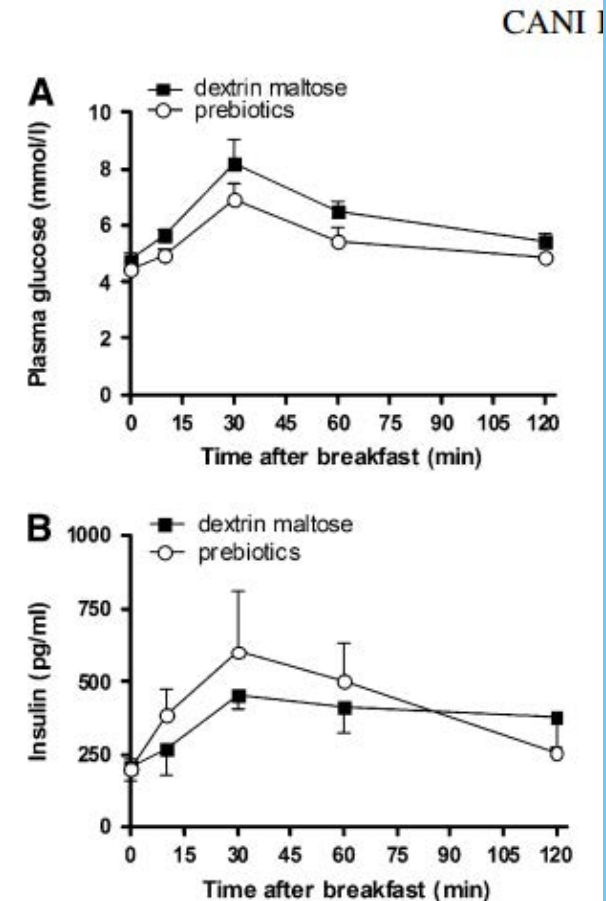 CANI
A
dextrin maltose
prebiotics
Plasma glucose (mmol/l)
10
8
6
4
2
0
0 15 30 45 60 75 90 105 120
Time after breakfast (min)
B
dextrin maltose
prebiotics
Insulin (pg/ml)
1000
750
500
250
0
0 15 30 45 60 75 90 105 120
Time after breakfast (min)